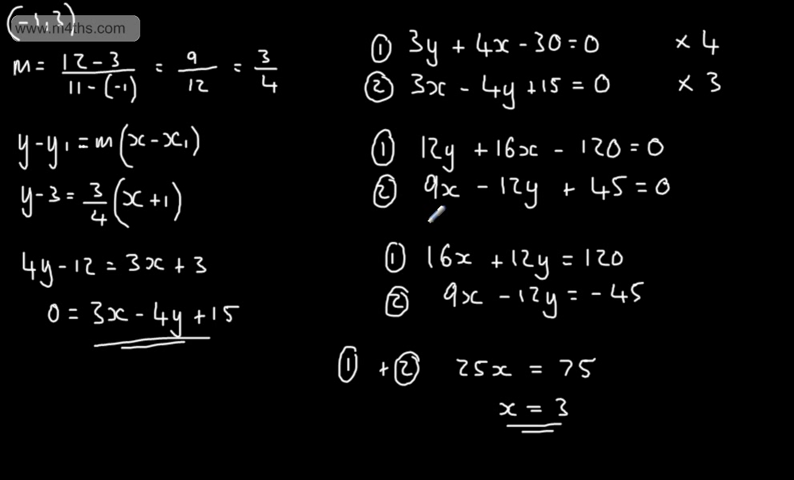 (-1,3)
www.m4ths.com
m = 12-3 / 11-(-1) = 9/12 = 3/4
y-y₁ = m(x-x₁)
y-3 = 3/4 (x+1)
4y-12 = 3x+3
0 = 3x-4y+15
① 3y + 4x - 30 = 0 × 4
② 3x - 4y + 15 = 0 × 3
① 12y + 16x - 120 = 0
② 9x - 12y + 45 = 0
① 16x + 12y = 120
② 9x - 12y = -45
① + ② 25x = 75
x = 3